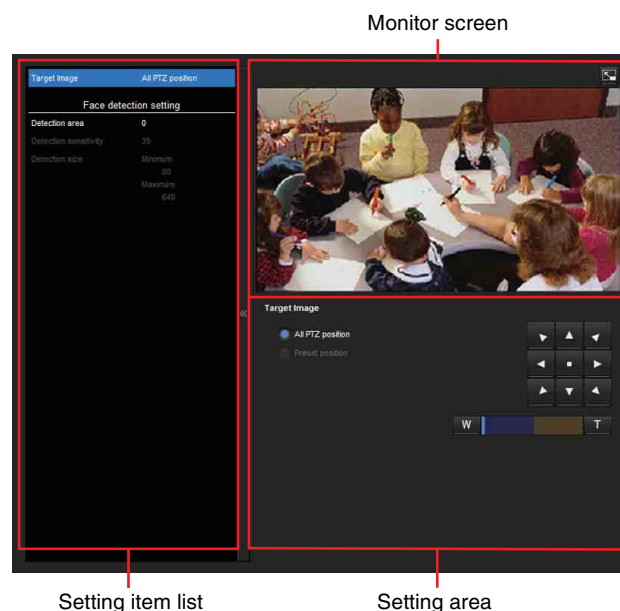 Monitor screen
Target Image All PTZ position
Face detection setting
Detection area 0
Detection sensitivity 35
Detection size Minimum
80
Maximum
640
«
Target Image
All PTZ position
Preset position
W T
Setting item list Setting area